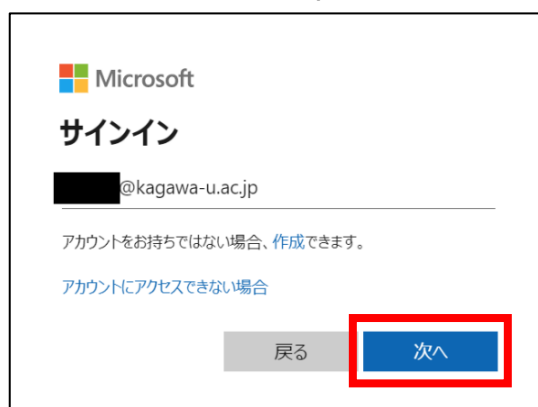 Microsoft
サインイン
@kagawa-u.ac.jp
アカウントをお持ちではない場合、作成できます。
アカウントにアクセスできない場合
戻る
次へ